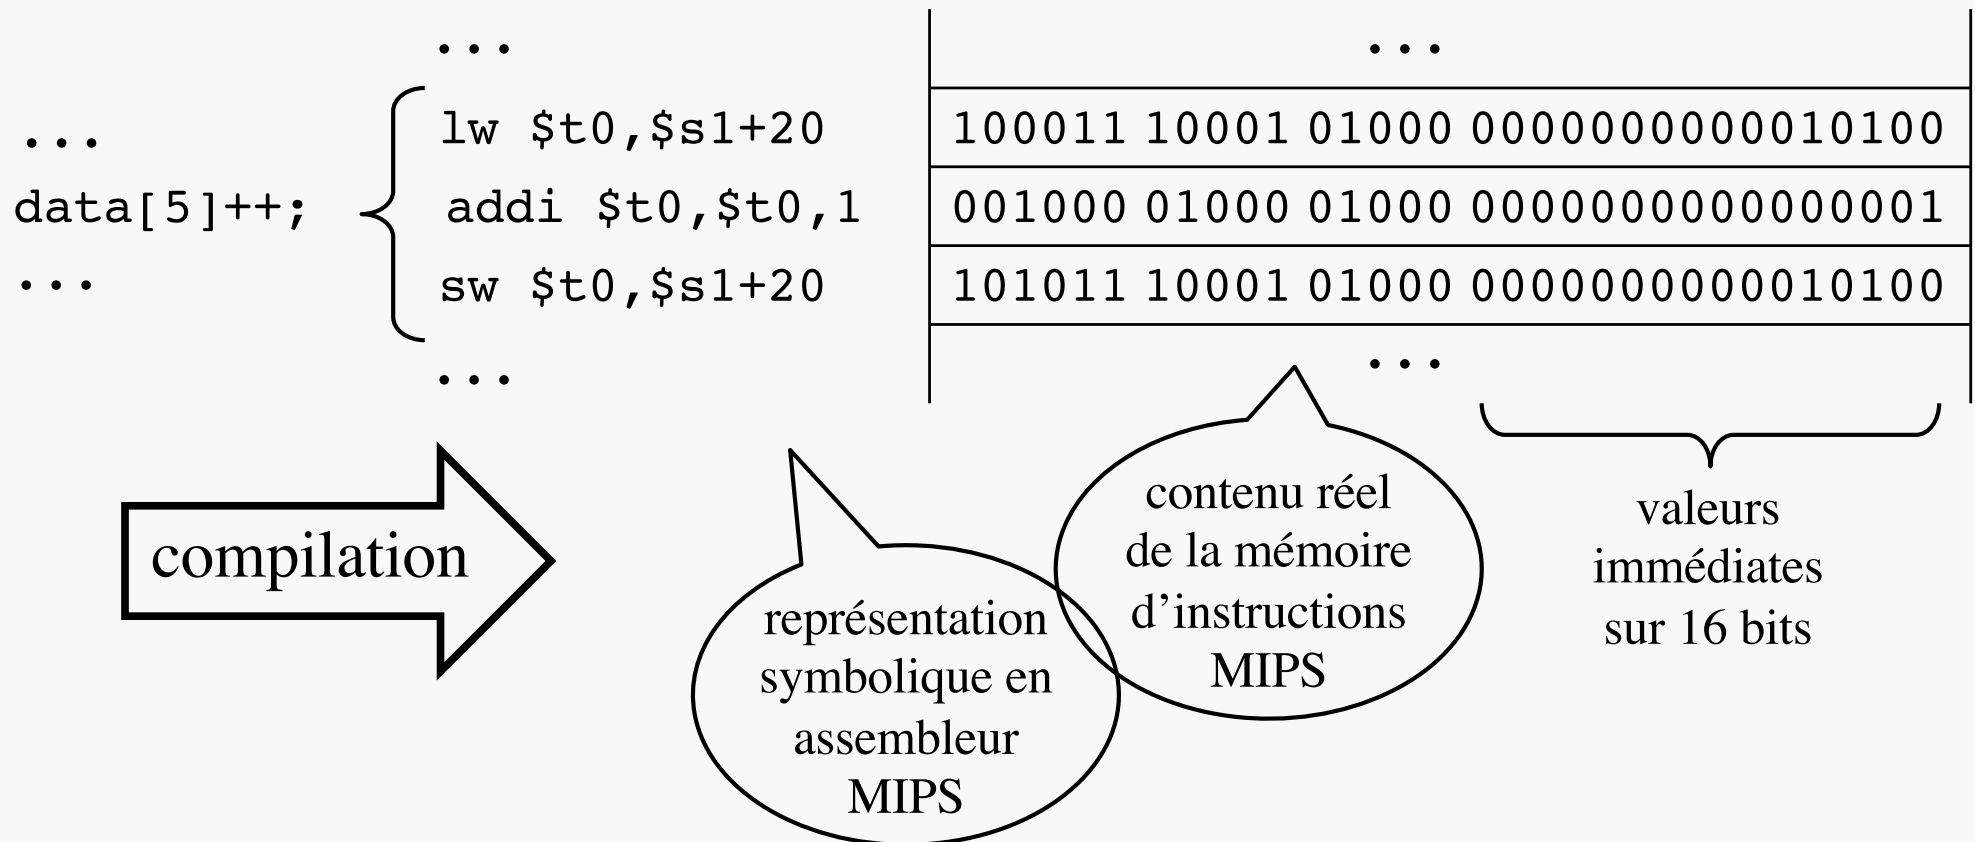 ...
data[5]++;
...
...
lw $t0,$s1+20
addi $t0,$t0,1
sw $t0,$s1+20
...
...
100011 10001 01000 0000000000010100
001000 01000 01000 0000000000000001
101011 10001 01000 0000000000010100
...
compilation
représentation
symbolique en
assembleur
MIPS
contenu réel
de la mémoire
d’instructions
MIPS
valeurs
immédiates
sur 16 bits